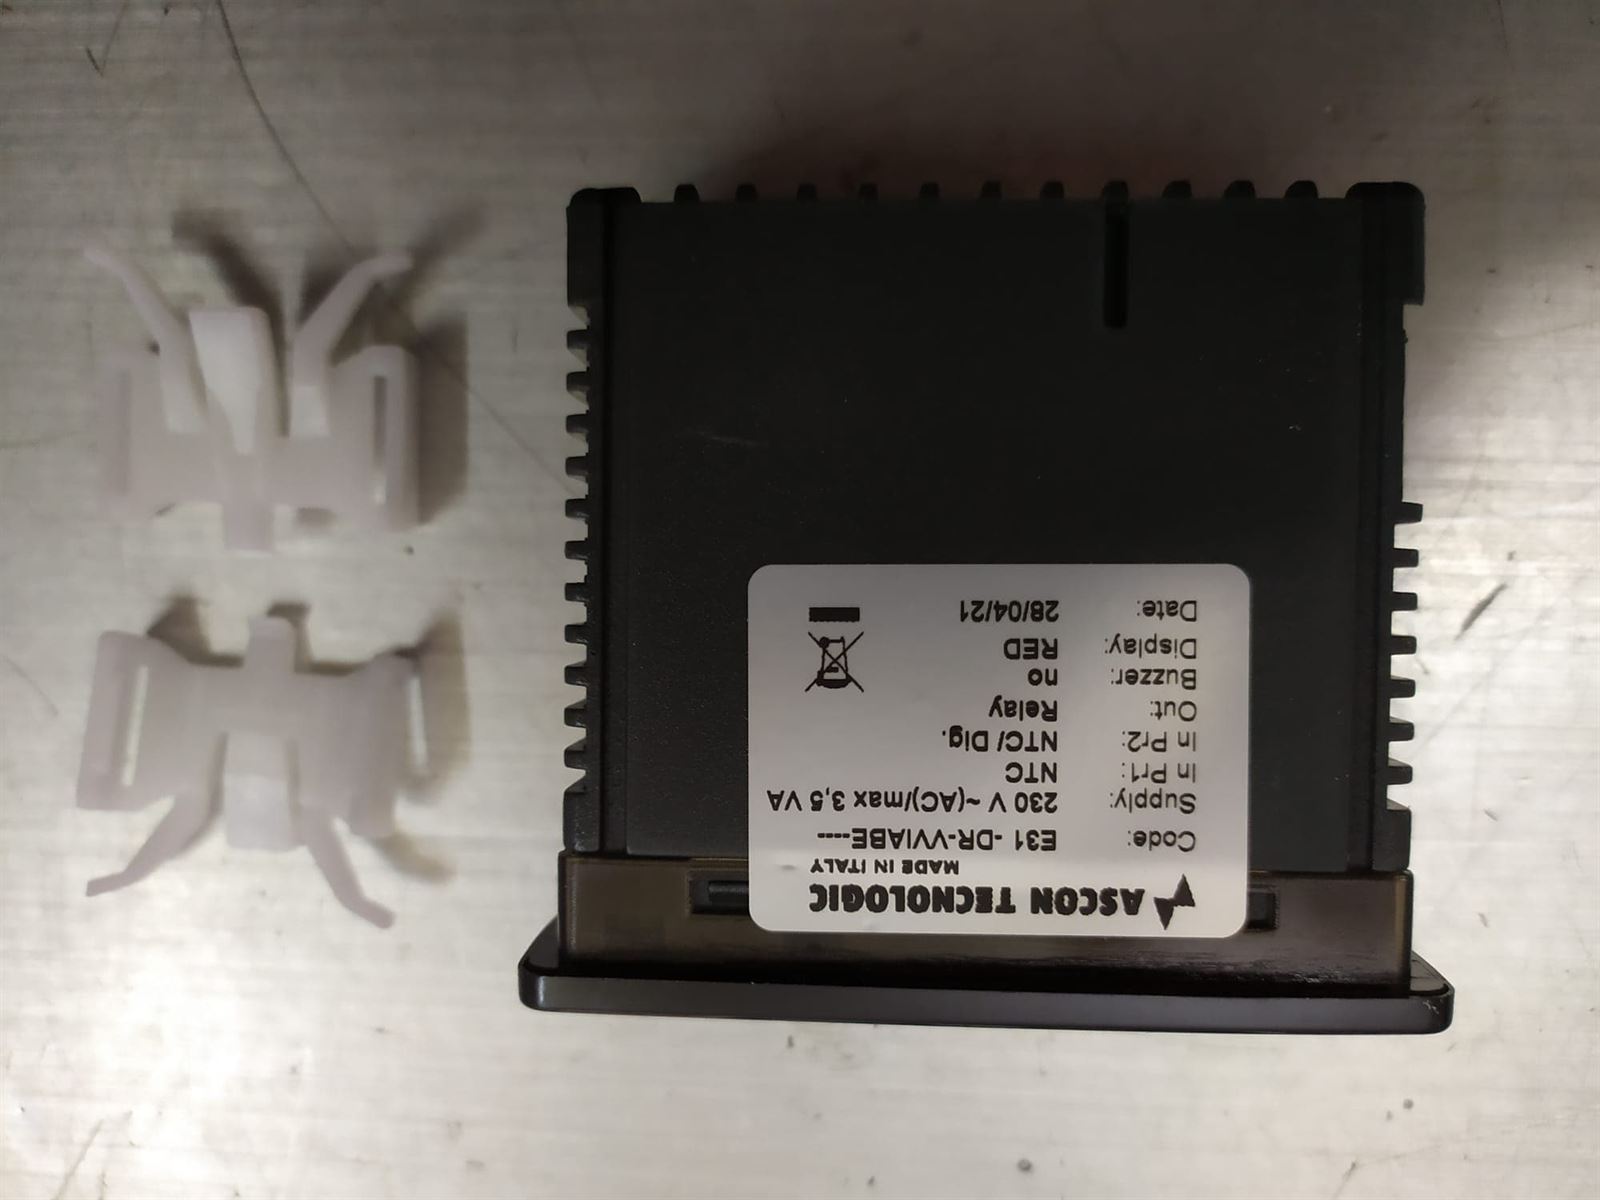 ASCON TECNOLOGIC
MADE IN ITALY
Code: E31 -DR-VVIABE----
Supply: 230 V ~(AC)/max 3,5 VA
In Pr1: NTC
In Pr2: NTC/ Dig.
Out: Relay
Buzzer: no
Display: RED
Date: 28/04/21